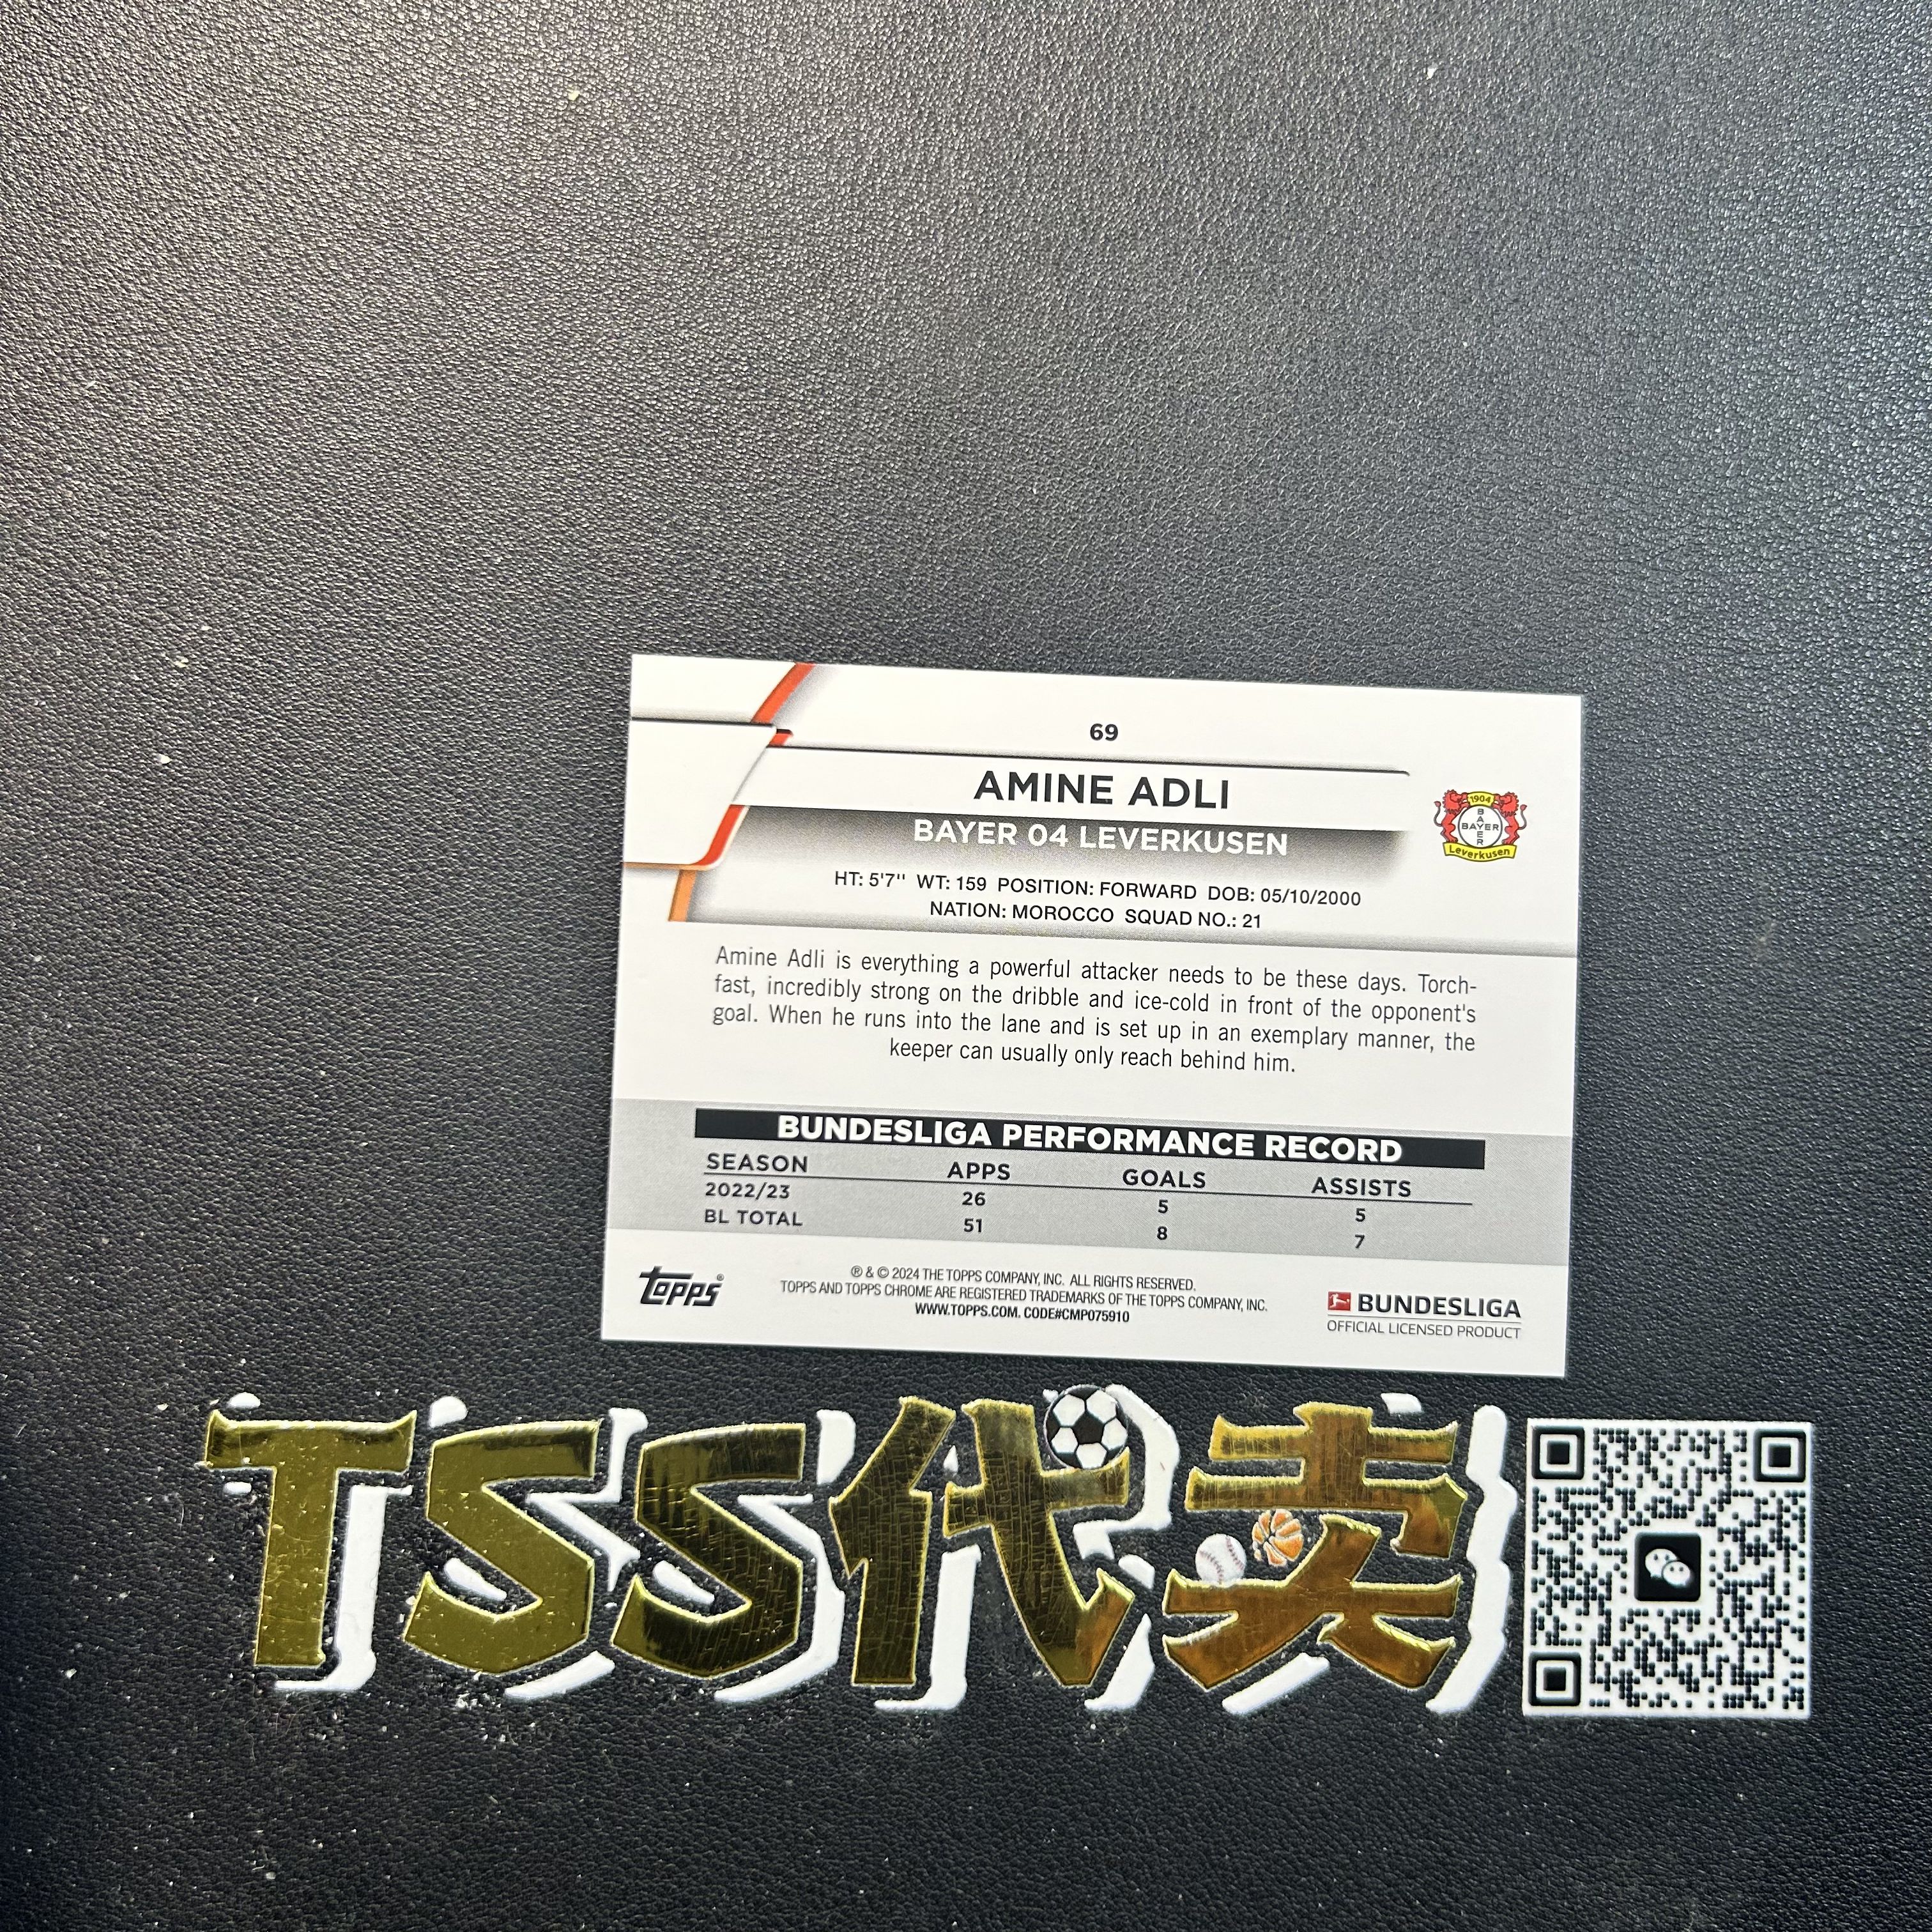 69
AMINE ADLI
BAYER 04 LEVERKUSEN
1904
BAYER
BAYER
Leverkusen
HT: 5'7'' WT: 159 POSITION: FORWARD DOB: 05/10/2000
NATION: MOROCCO SQUAD NO.: 21
Amine Adli is everything a powerful attacker needs to be these days. Torch-
fast, incredibly strong on the dribble and ice-cold in front of the opponent's
goal. When he runs into the lane and is set up in an exemplary manner, the
keeper can usually only reach behind him.
BUNDESLIGA PERFORMANCE RECORD
SEASON APPS GOALS ASSISTS
2022/23 26 5 5
BL TOTAL 51 8 7
Topps®
® & © 2024 THE TOPPS COMPANY, INC. ALL RIGHTS RESERVED.
TOPPS AND TOPPS CHROME ARE REGISTERED TRADEMARKS OF THE TOPPS COMPANY, INC.
WWW.TOPPS.COM. CODE#CMP075910
BUNDESLIGA
OFFICIAL LICENSED PRODUCT
TSS代卖